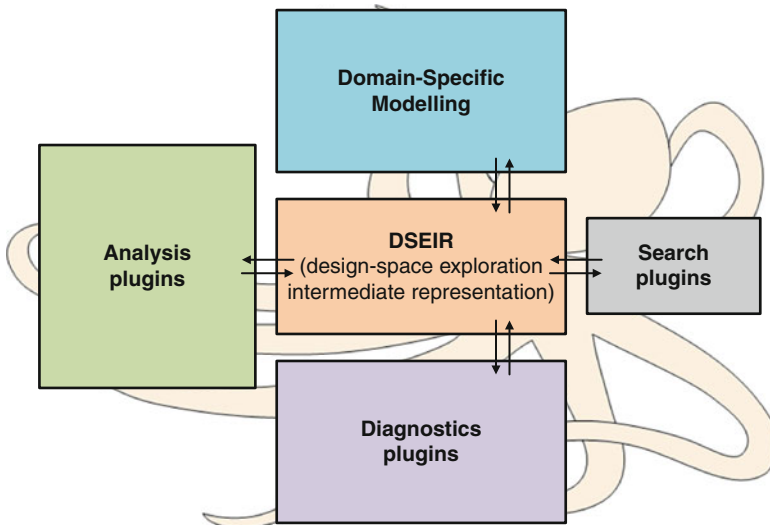 Domain-Specific
Modelling
Analysis
plugins
DSEIR
(design-space exploration
intermediate representation)
Search
plugins
Diagnostics
plugins